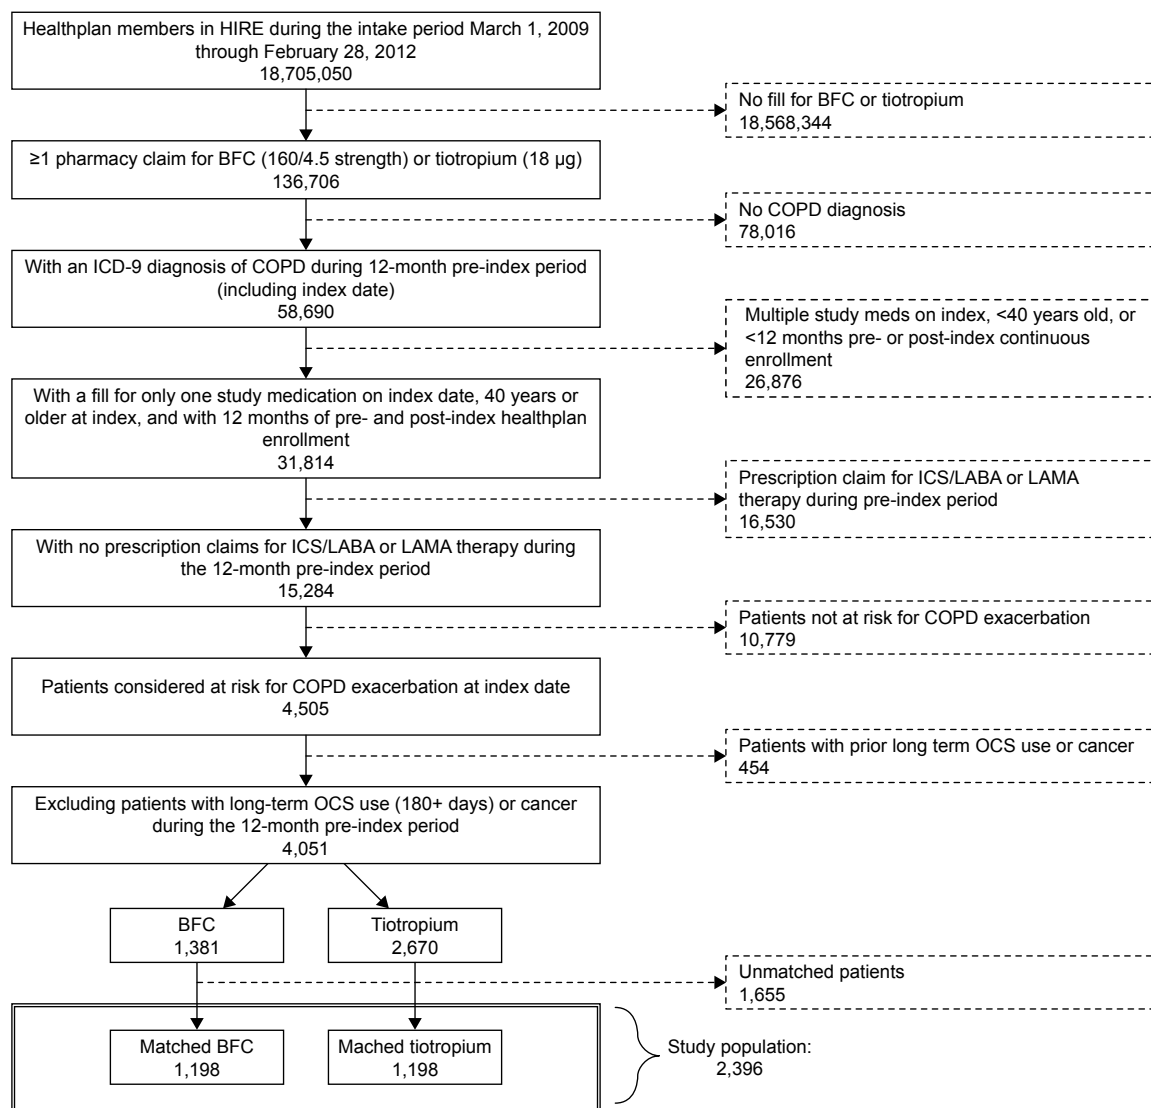 Healthplan members in HIRE during the intake period March 1, 2009
through February 28, 2012
18,705,050
No fill for BFC or tiotropium
18,568,344
≥1 pharmacy claim for BFC (160/4.5 strength) or tiotropium (18 µg)
136,706
No COPD diagnosis
78,016
With an ICD-9 diagnosis of COPD during 12-month pre-index period
(including index date)
58,690
Multiple study meds on index, <40 years old, or
<12 months pre- or post-index continuous
enrollment
26,876
With a fill for only one study medication on index date, 40 years or
older at index, and with 12 months of pre- and post-index healthplan
enrollment
31,814
Prescription claim for ICS/LABA or LAMA
therapy during pre-index period
16,530
With no prescription claims for ICS/LABA or LAMA therapy during
the 12-month pre-index period
15,284
Patients not at risk for COPD exacerbation
10,779
Patients considered at risk for COPD exacerbation at index date
4,505
Patients with prior long term OCS use or cancer
454
Excluding patients with long-term OCS use (180+ days) or cancer
during the 12-month pre-index period
4,051
BFC
1,381
Tiotropium
2,670
Unmatched patients
1,655
Matched BFC
1,198
Mached tiotropium
1,198
Study population:
2,396